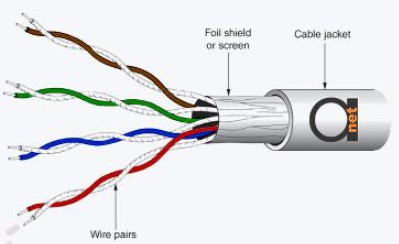 Foil shield
or screen
Cable jacket
a
net
Wire pairs